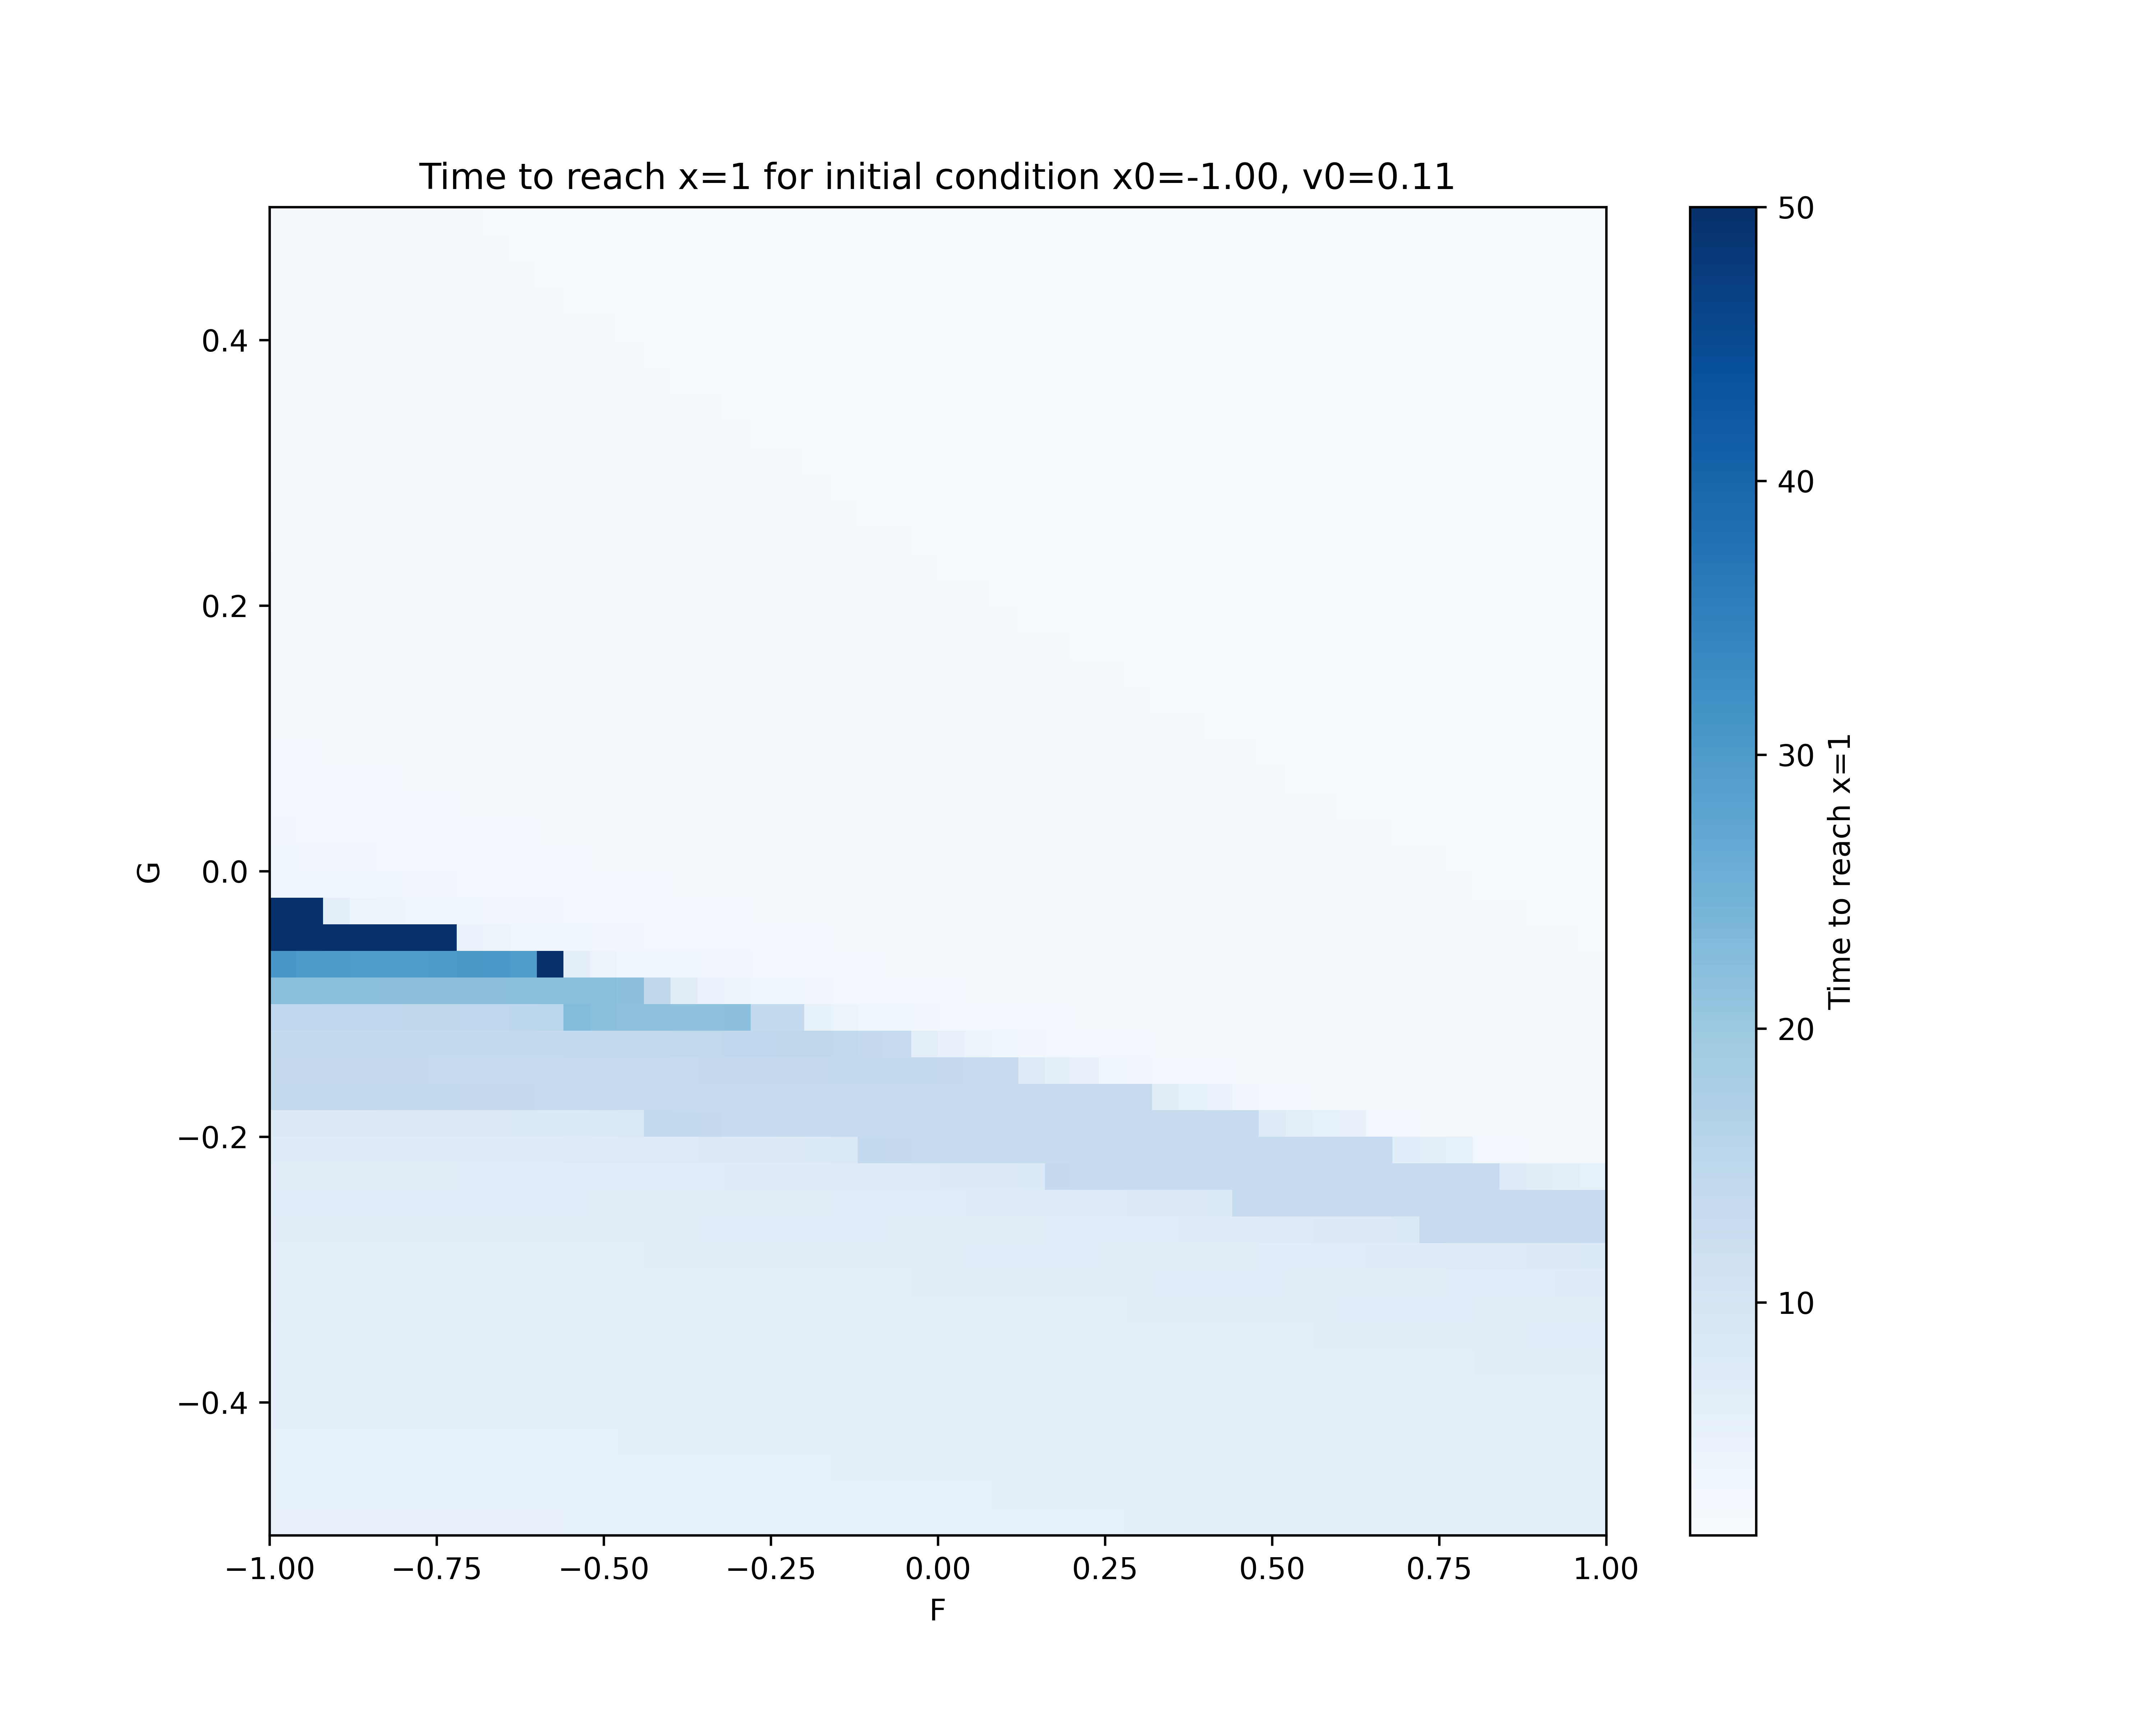 Time to reach x=1 for initial condition x0=-1.00, v0=0.11
50
0.4
40
0.2
30
Time to reach x=1
G
0.0
20
−0.2
10
−0.4
−1.00 −0.75 −0.50 −0.25 0.00 0.25 0.50 0.75 1.00
F